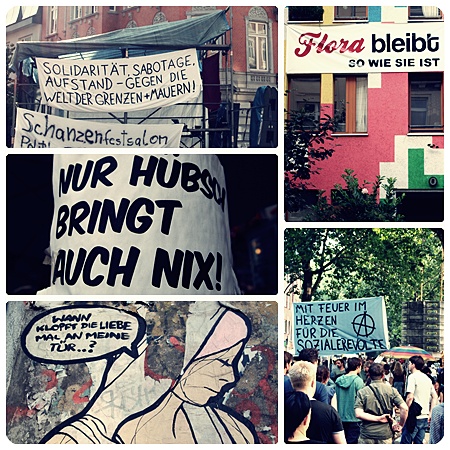 SOLIDARITÄT, SABOTAGE,
AUFSTAND - GEGEN DIE
WELT DER GRENZEN + MAUERN!
Schanzenfestsalon
Flora bleibt
SO WIE SIE IST
NUR HÜBSCH
BRINGT
AUCH NIX!
WANN
KLOPFT DIE LIEBE
MAL AN MEINE
TÜR...?
MIT FEUER IM
HERZEN
FÜR DIE
SOZIALE REVOLTE